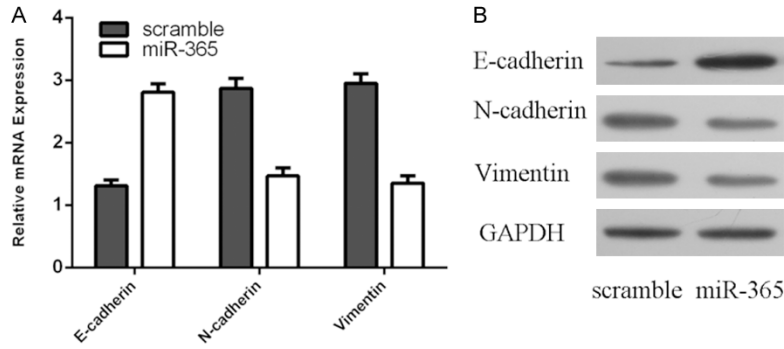 A
scramble
miR-365
Relative mRNA Expression
4
3
2
1
0
E-cadherin
N-cadherin
Vimentin
B
E-cadherin
N-cadherin
Vimentin
GAPDH
scramble miR-365